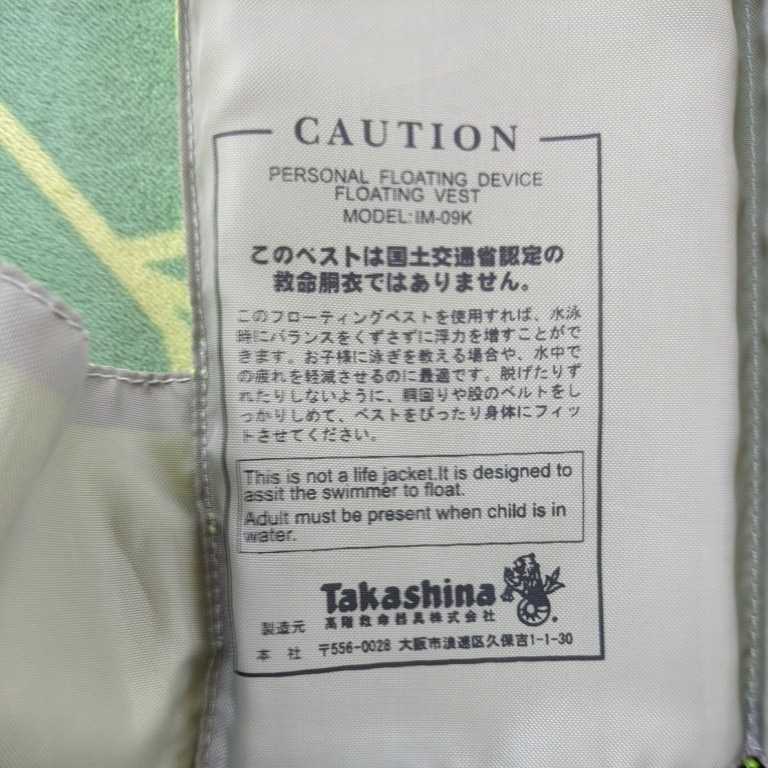 CAUTION
PERSONAL FLOATING DEVICE
FLOATING VEST
MODEL:IM-09K
このベストは国土交通省認定の
救命胴衣ではありません。
このフローティングベストを使用すれば、水泳
時にバランスをくずさずに浮力を増すことがで
きます。お子様に泳ぎを教える場合や、水中で
の疲れを軽減させるのに最適です。脱げたりず
れたりしないように、胴回りや股のベルトをし
っかりしめて、ベストをぴったり身体にフィッ
トさせてください。
This is not a life jacket.It is designed to
assit the swimmer to float.
Adult must be present when child is in
water.
Takashina
製造元 高階救命器具株式会社
本社 〒556-0028 大阪市浪速区久保吉1-1-30